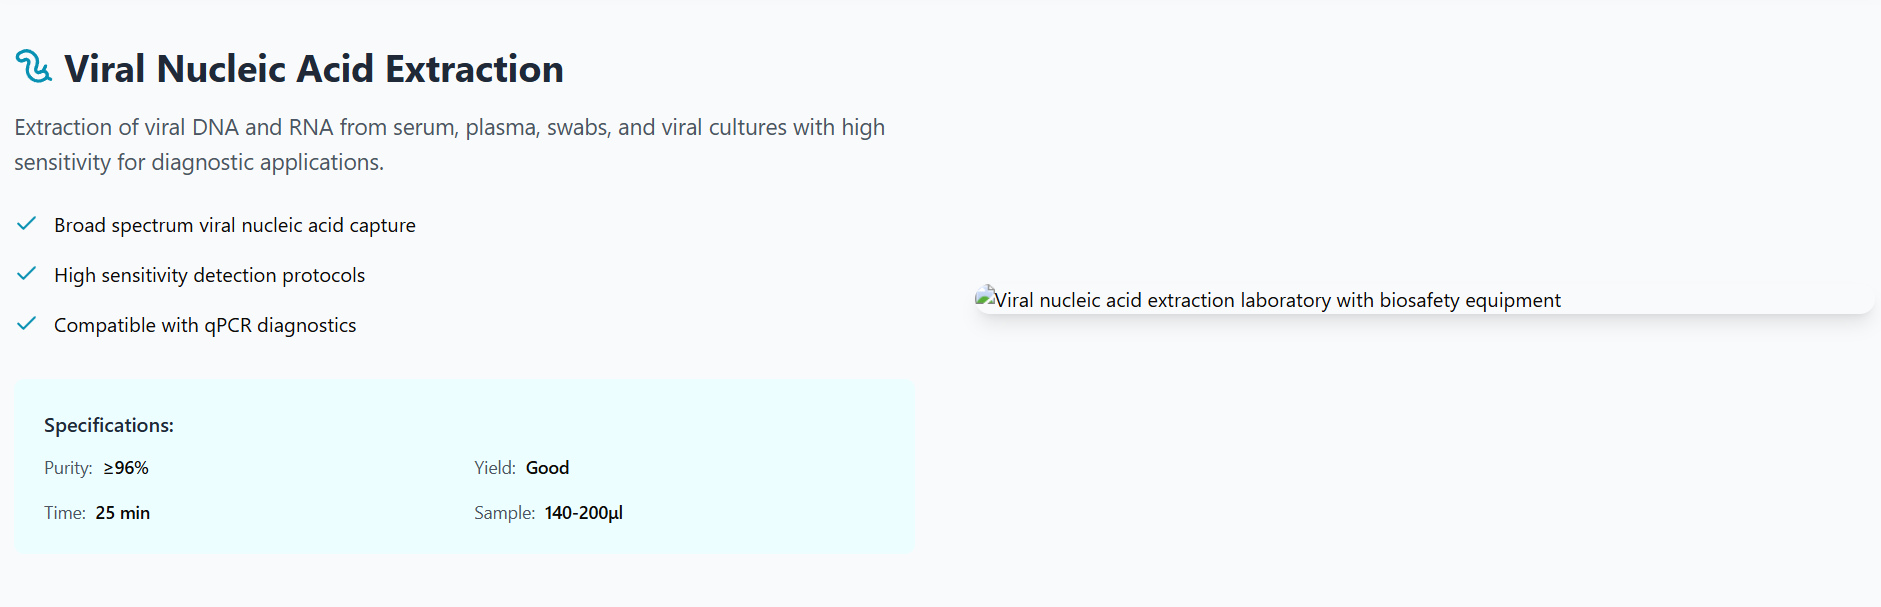 Viral Nucleic Acid Extraction
Extraction of viral DNA and RNA from serum, plasma, swabs, and viral cultures with high
sensitivity for diagnostic applications.
Broad spectrum viral nucleic acid capture
High sensitivity detection protocols
Compatible with qPCR diagnostics
Specifications:
Purity: ≥96%
Yield: Good
Time: 25 min
Sample: 140-200µl
Viral nucleic acid extraction laboratory with biosafety equipment